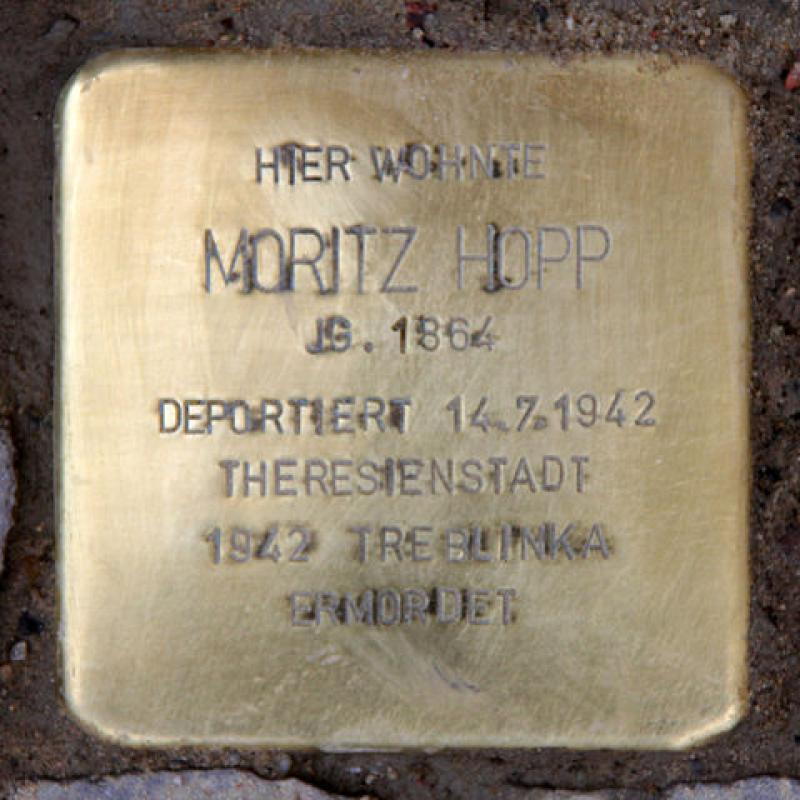 HIER WOHNTE
MORITZ HOPP
JG. 1864
DEPORTIERT 14.7.1942
THERESIENSTADT
1942 TREBLINKA
ERMORDET